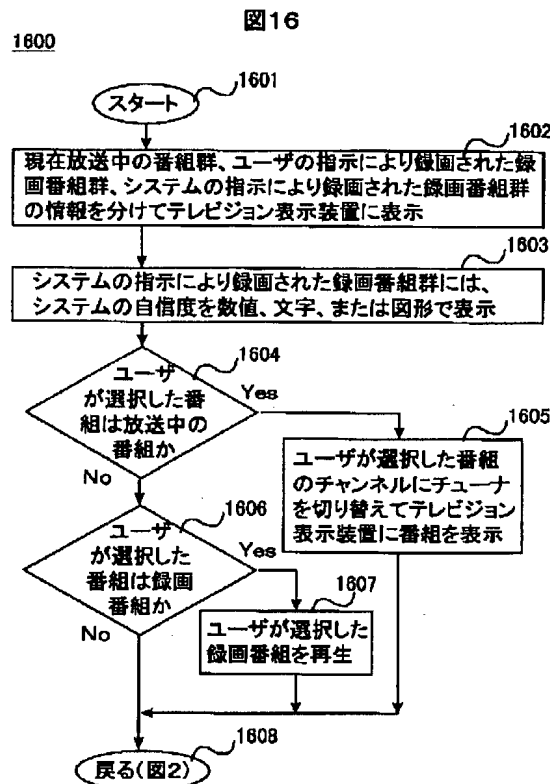 図16
1600
1601
スタート
1602
現在放送中の番組群、ユーザの指示により録画された録
画番組群、システムの指示により録画された録画番組群
の情報を分けてテレビジョン表示装置に表示
1603
システムの指示により録画された録画番組群には、
システムの自信度を数値、文字、または図形で表示
1604
ユーザ
が選択した番
組は放送中の
番組か
Yes
No
1605
ユーザが選択した番組
のチャンネルにチューナ
を切り替えてテレビジョン
表示装置に番組を表示
1606
ユーザ
が選択した
番組は録画
番組か
Yes
No
1607
ユーザが選択した
録画番組を再生
1608
戻る(図2)